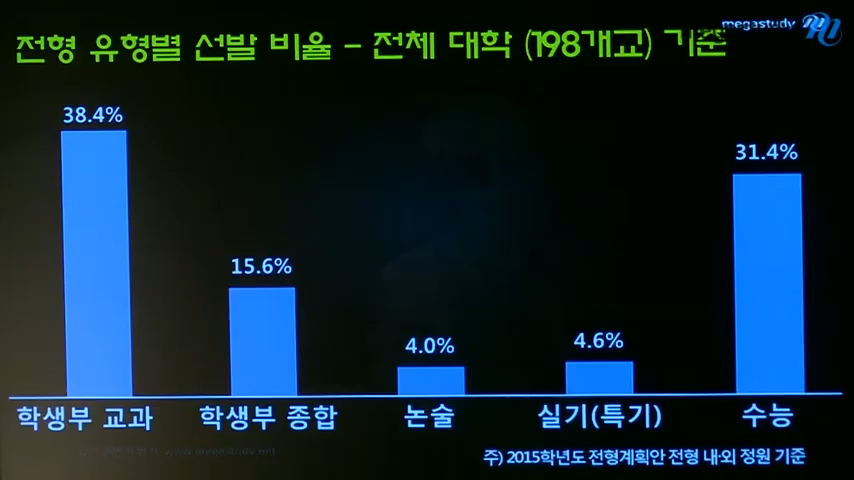 megastudy
전형 유형별 선발 비율 – 전체 대학 (198개교) 기준
38.4%
15.6%
4.0%
4.6%
31.4%
학생부 교과
학생부 종합
논술
실기(특기)
수능
www.megastudy.net
주) 2015학년도 전형계획안 전형 내·외 정원 기준